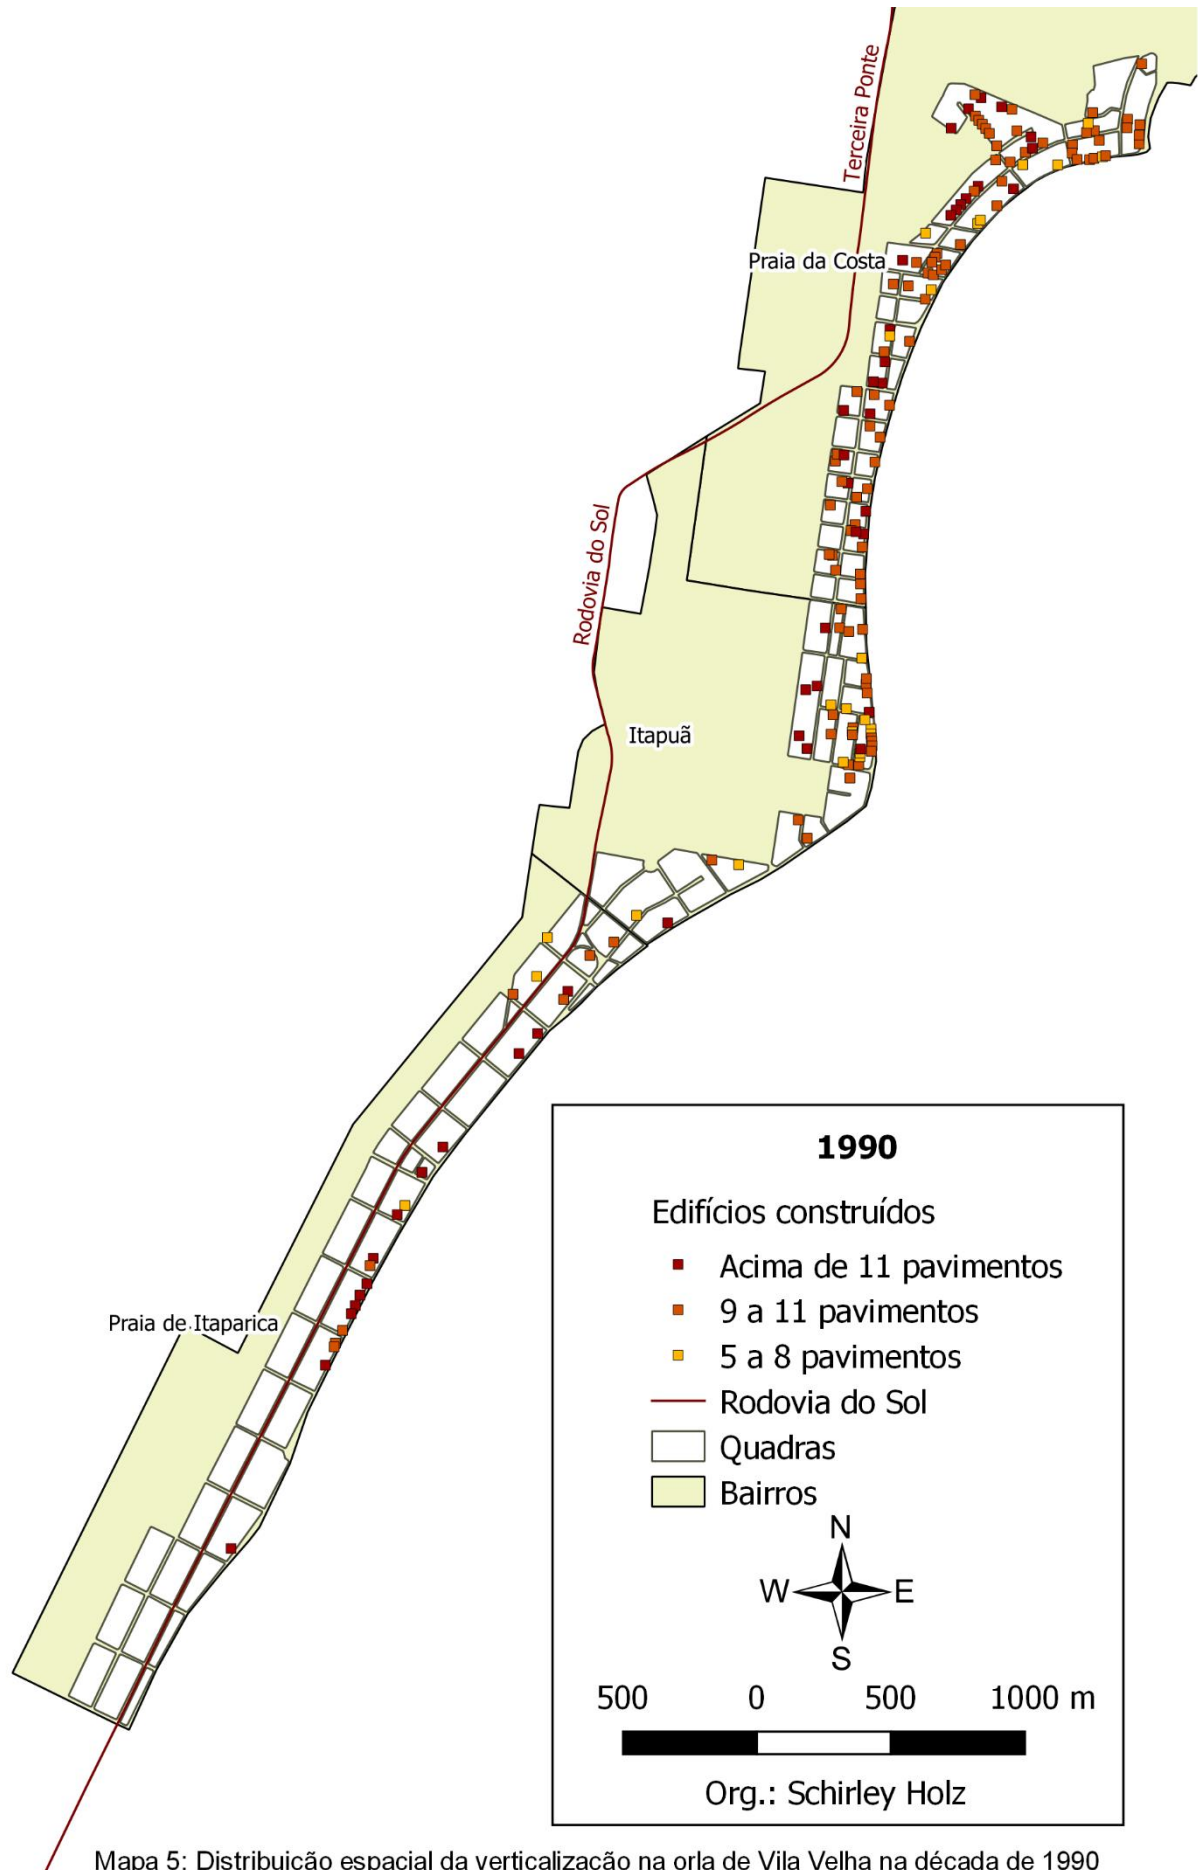 Terceira Ponte
Praia da Costa
Rodovia do Sol
Itapuã
Praia de Itaparica
1990
Edifícios construídos
Acima de 11 pavimentos
9 a 11 pavimentos
5 a 8 pavimentos
Rodovia do Sol
Quadras
Bairros
N
W E
S
500 0 500 1000 m
Org.: Schirley Holz
Mapa 5: Distribuição espacial da verticalização na orla de Vila Velha na década de 1990